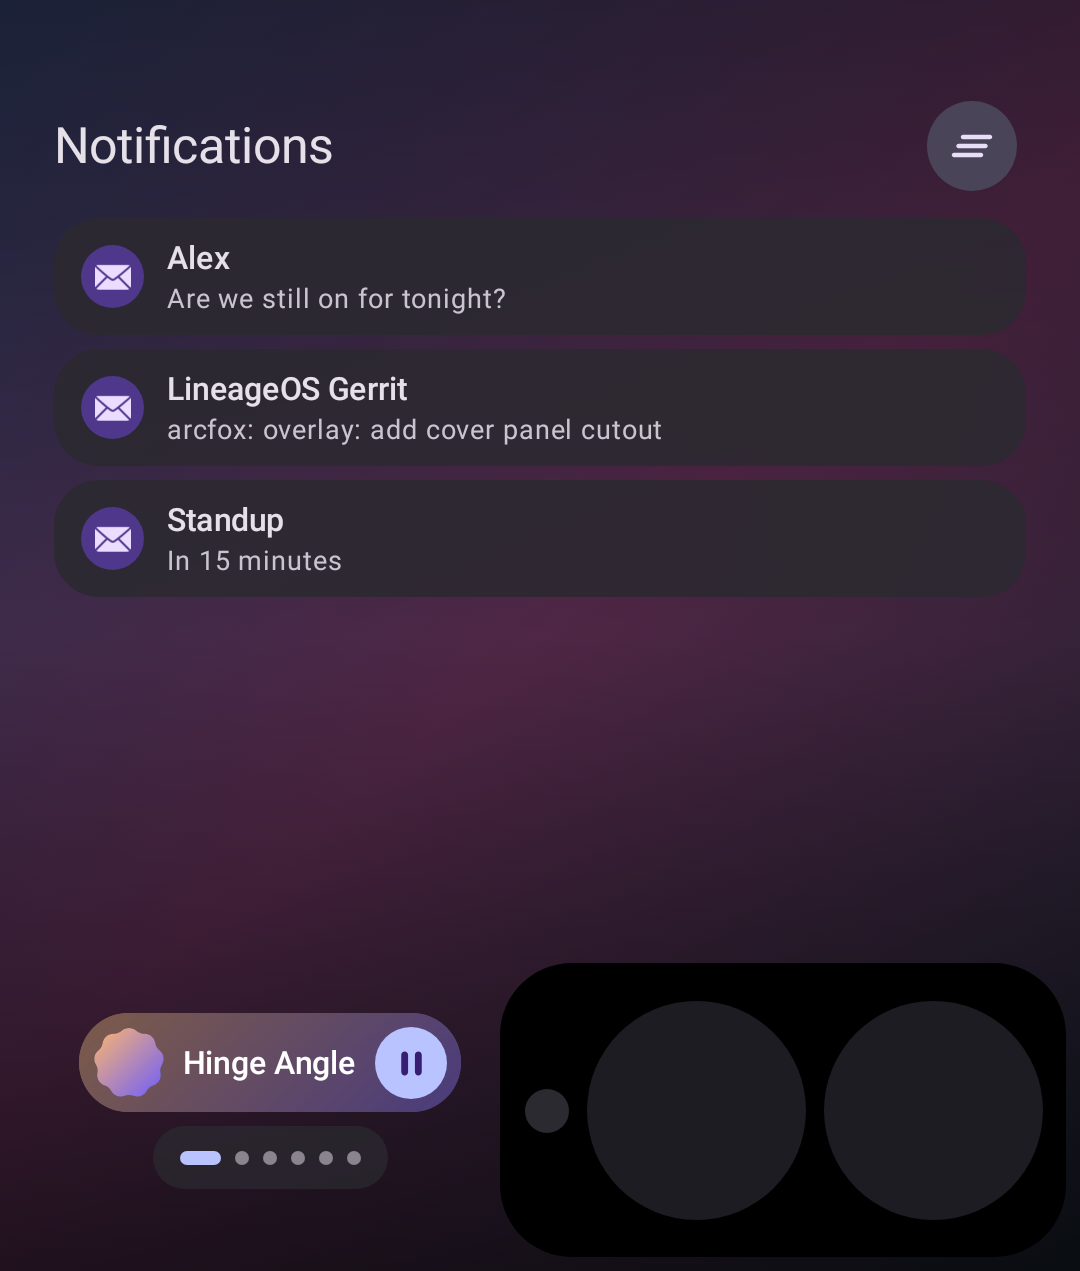 Notifications
Alex
Are we still on for tonight?
LineageOS Gerrit
arcfox: overlay: add cover panel cutout
Standup
In 15 minutes
Hinge Angle